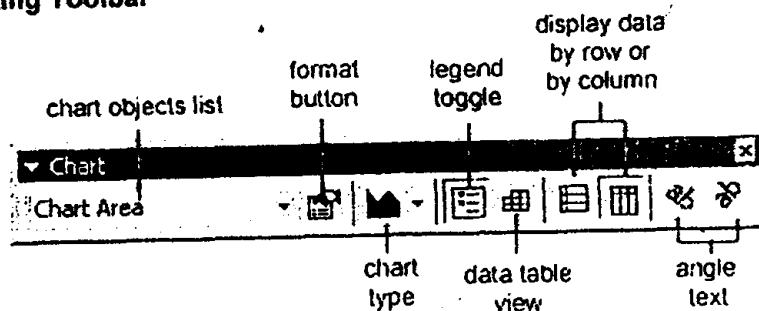 Toolbar
display data
by row or
by column
format
button
legend
toggle
chart objects list
Chart
Chart Area
chart
type
data table
view
angle
text